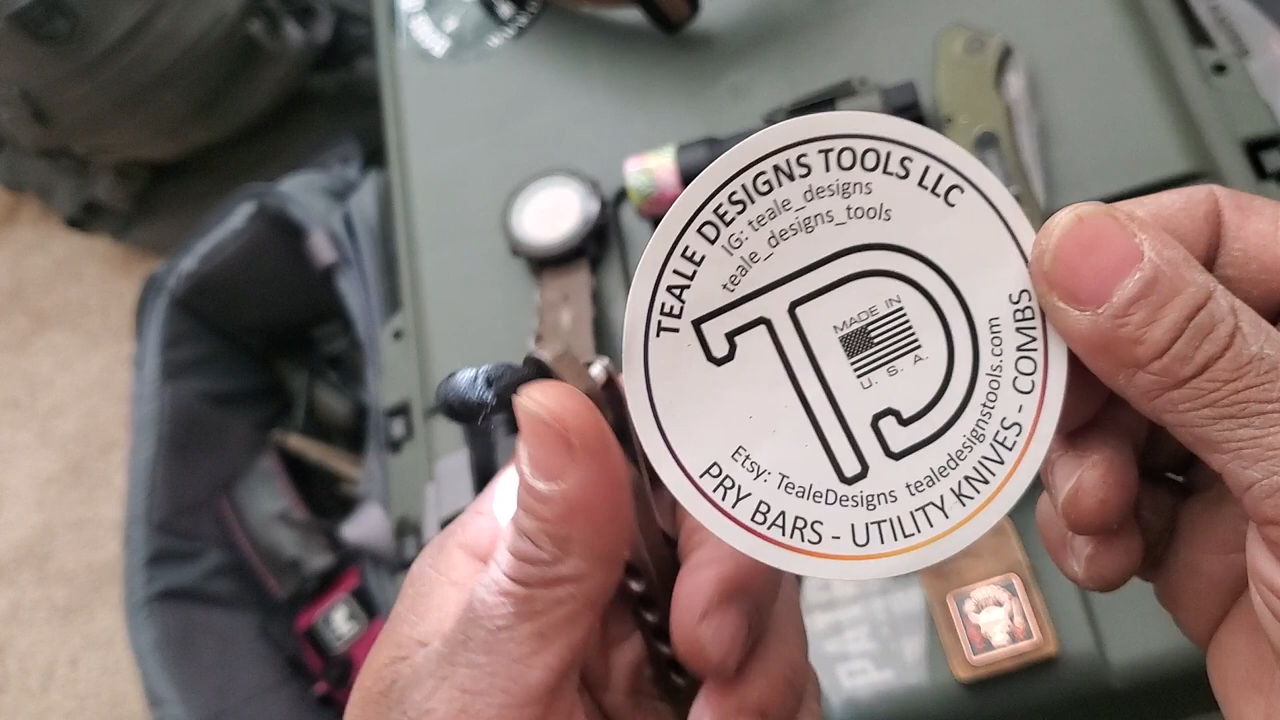 TEALE DESIGNS TOOLS LLC
IG: teale_designs
teale_designs_tools
MADE IN
U. S. A.
Etsy: TealeDesigns tealedesignstools.com
PRY BARS - UTILITY KNIVES - COMBS